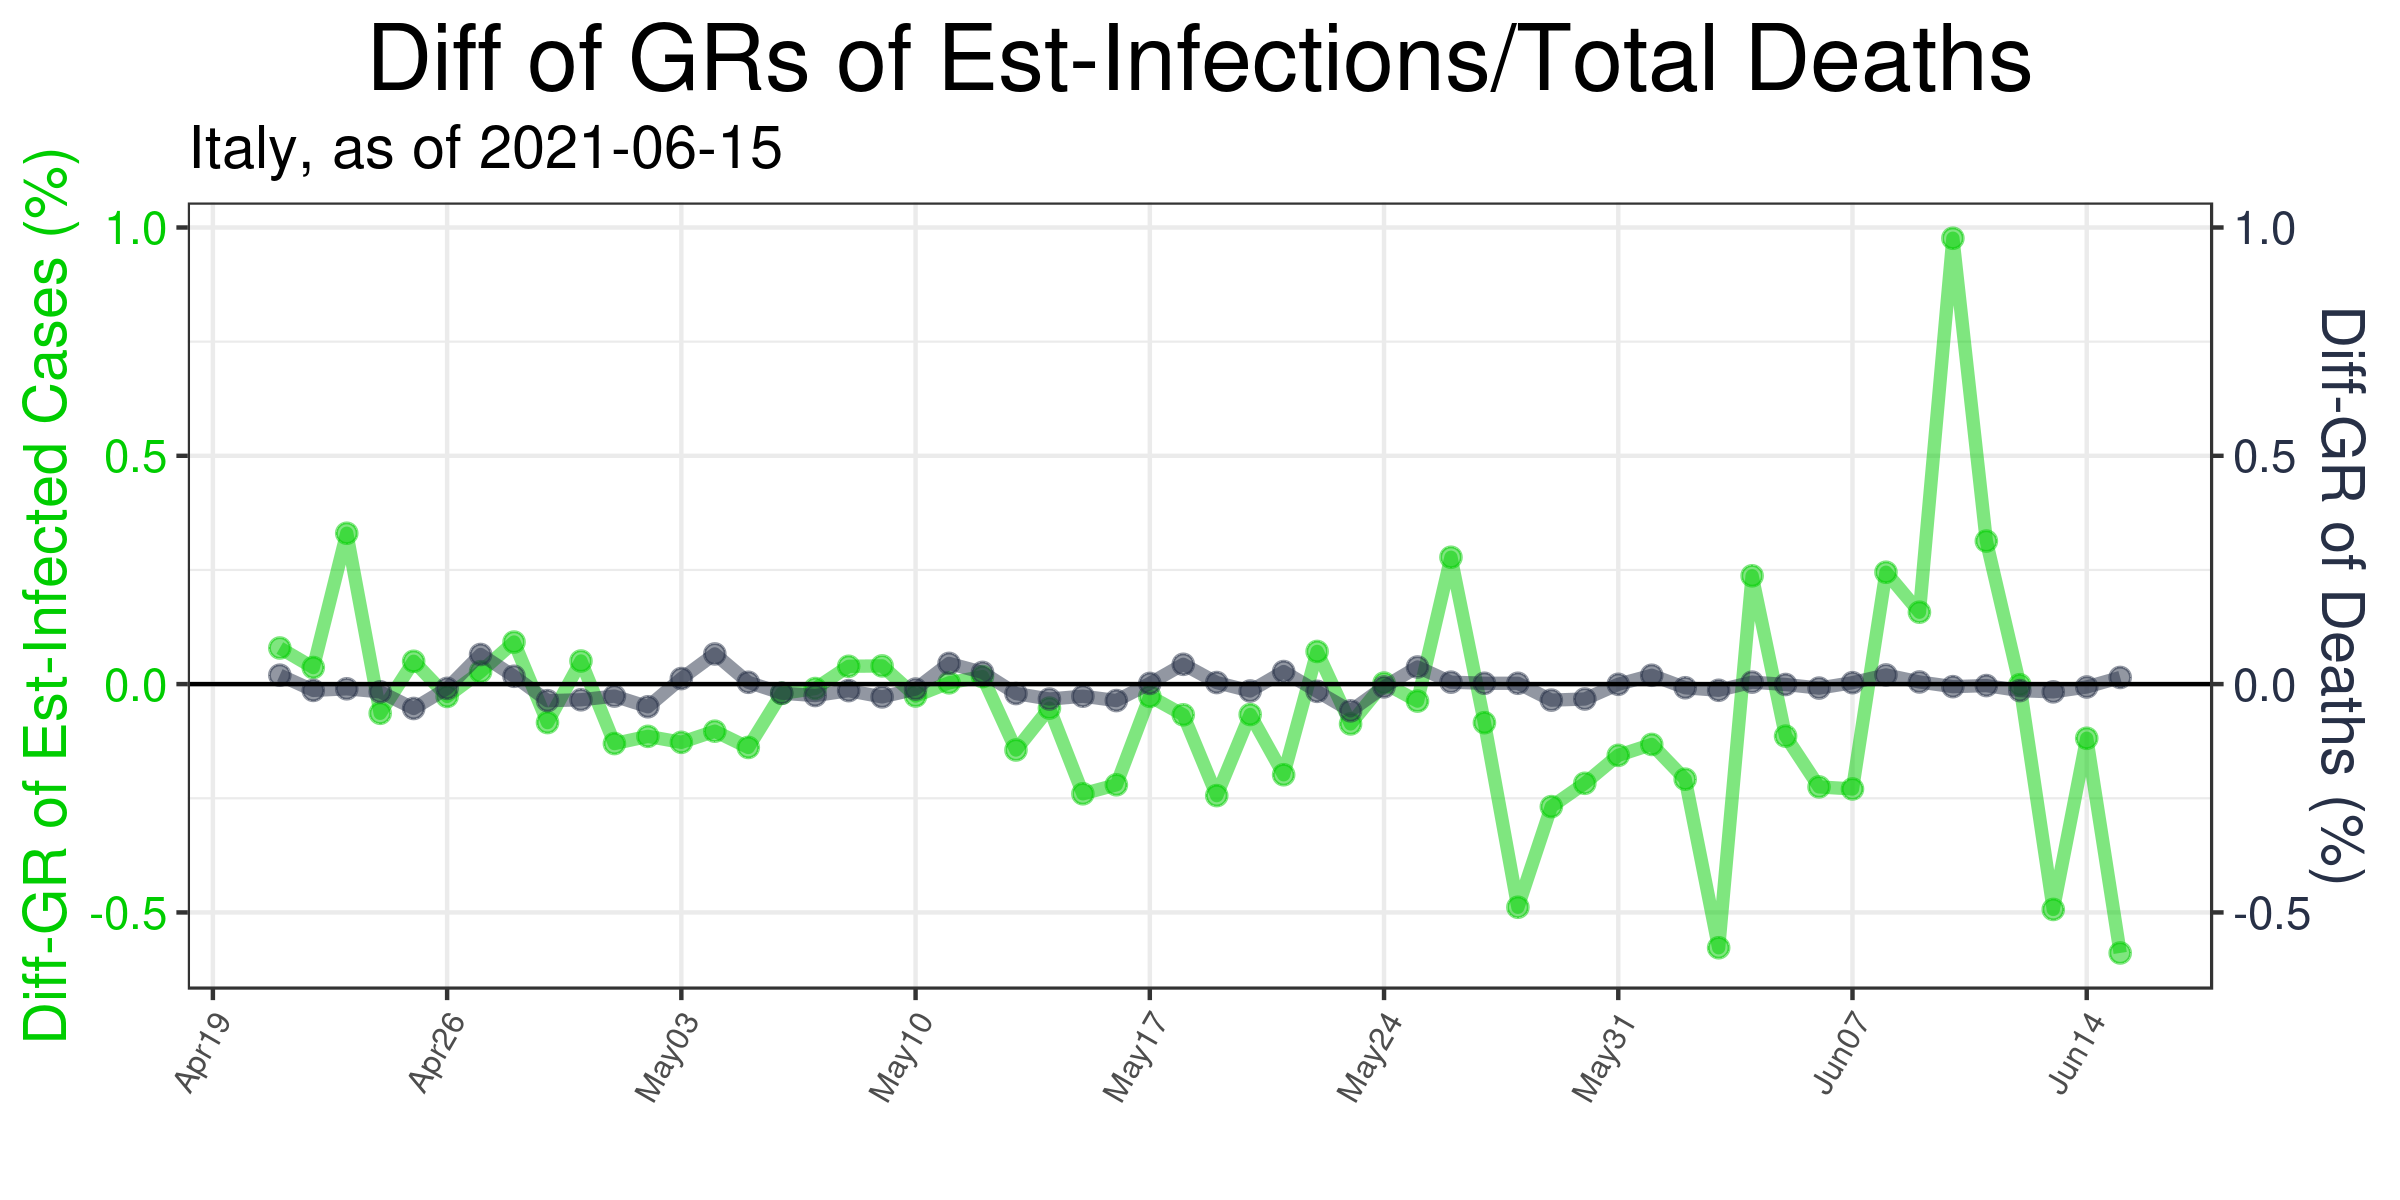 Diff of GRs of Est-Infections/Total Deaths
Italy, as of 2021-06-15
Diff-GR of Est-Infected Cases (%)
1.0
0.5
0.0
-0.5
1.0
0.5
0.0
-0.5
Diff-GR of Deaths (%)
Apr19
Apr26
May03
May10
May17
May24
May31
Jun07
Jun14